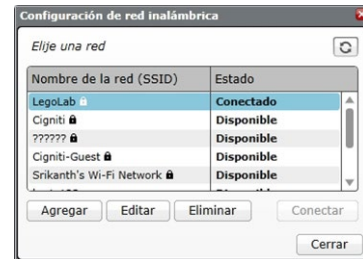 Configuración de red inalámbrica
Elije una red
Nombre de la red (SSID) Estado
LegoLab Conectado
Cigniti Disponible
?????? Disponible
Cigniti-Guest Disponible
Srikanth's Wi-Fi Network Disponible
Agregar Editar Eliminar Conectar
Cerrar